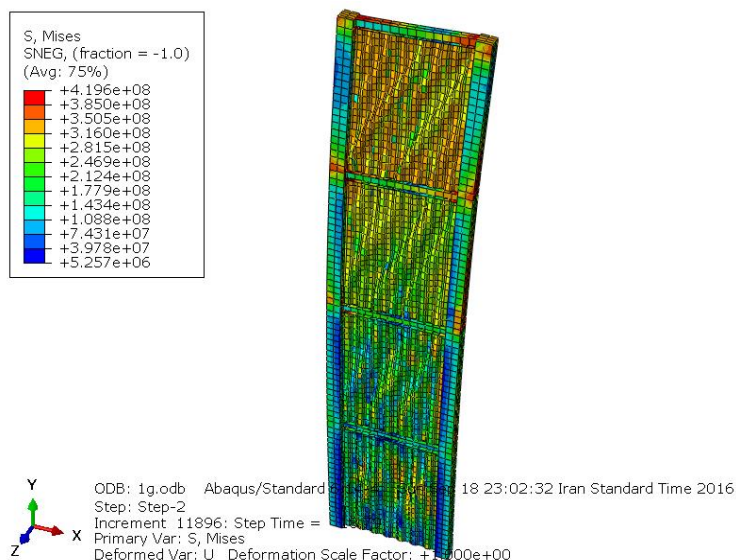 S, Mises
SNEG, (fraction = -1.0)
(Avg: 75%)
+4.196e+08
+3.850e+08
+3.505e+08
+3.160e+08
+2.815e+08
+2.469e+08
+2.124e+08
+1.779e+08
+1.434e+08
+1.088e+08
+7.431e+07
+3.978e+07
+5.257e+06
Y
Z
X
ODB: 1g.odb Abaqus/Standard 18 23:02:32 Iran Standard Time 2016
Step: Step-2
Increment 11896: Step Time =
Primary Var: S, Mises
Deformed Var: U Deformation Scale Factor: